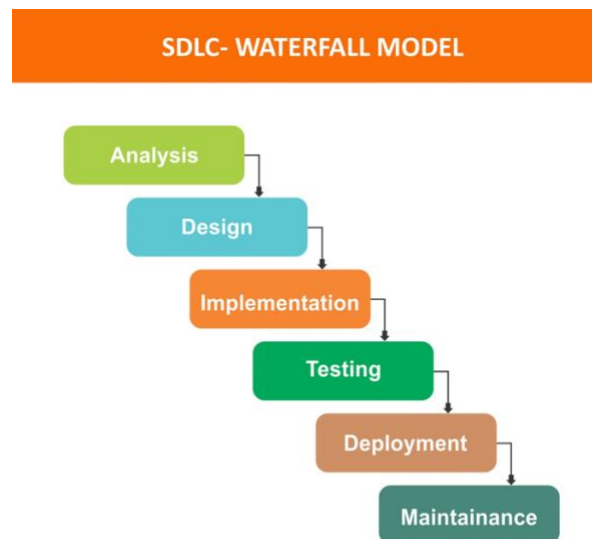 SDLC- WATERFALL MODEL
Analysis
Design
Implementation
Testing
Deployment
Maintainance